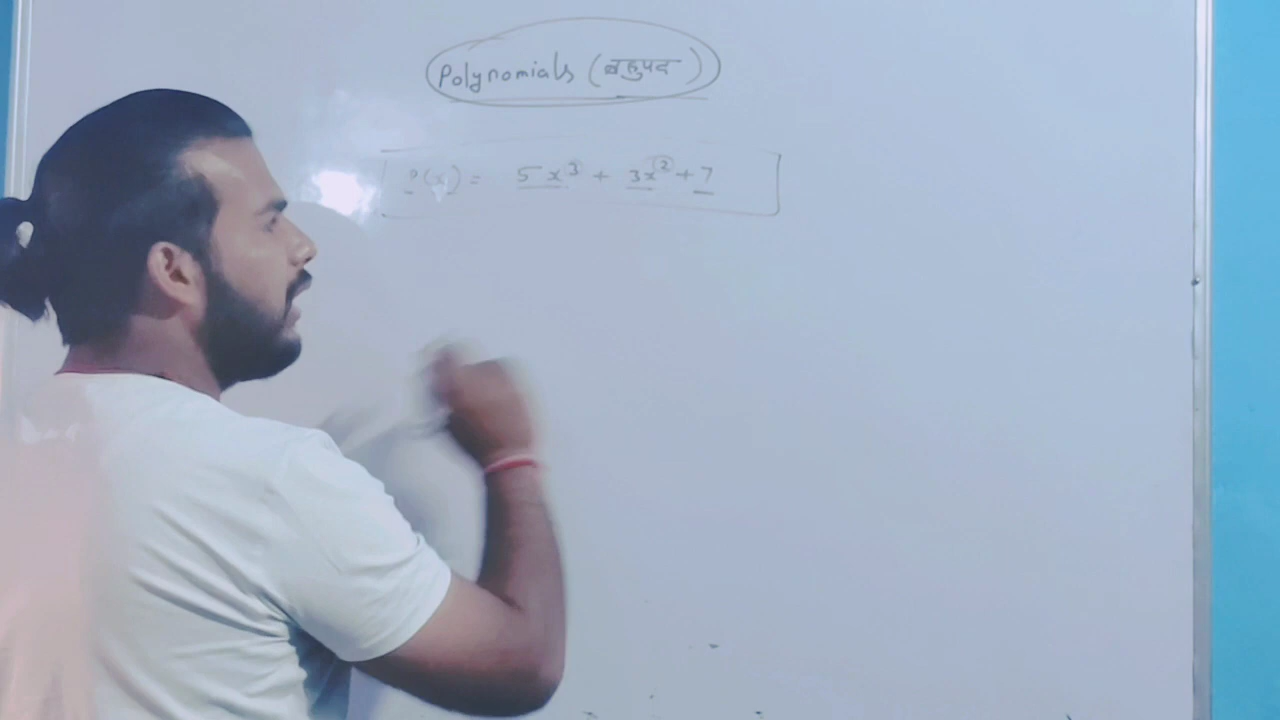 Polynomials (बहुपद)
P(x) = 5x³ + 3x² + 7